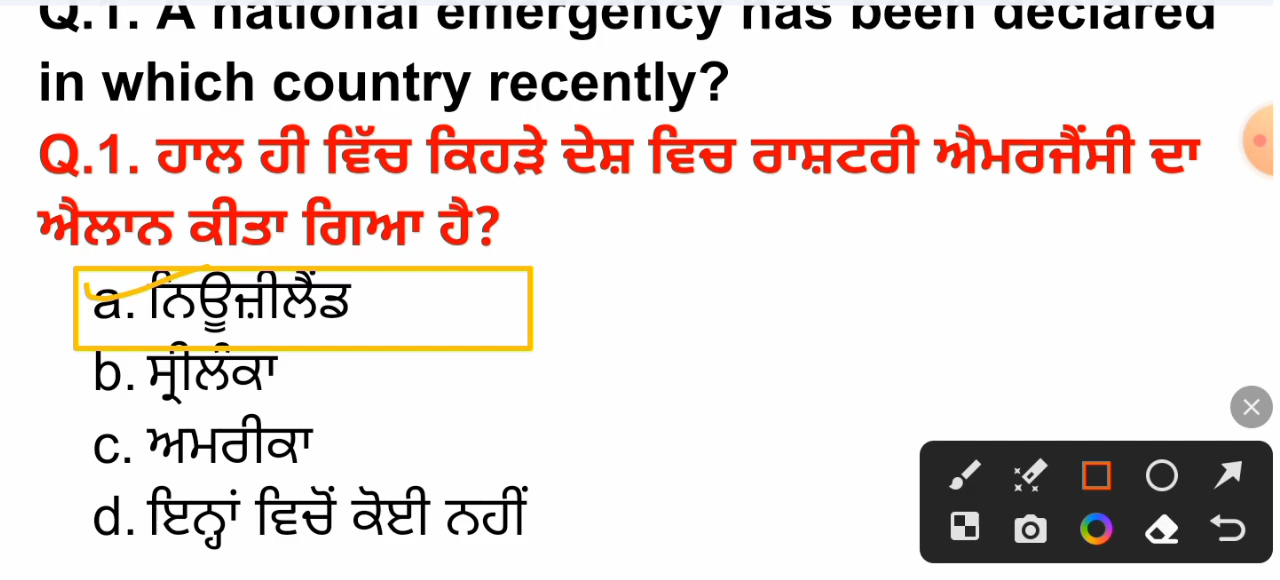 Q.1. A national emergency has been declared
in which country recently?
Q.1. ਹਾਲ ਹੀ ਵਿੱਚ ਕਿਹੜੇ ਦੇਸ਼ ਵਿਚ ਰਾਸ਼ਟਰੀ ਐਮਰਜੈਂਸੀ ਦਾ
ਐਲਾਨ ਕੀਤਾ ਗਿਆ ਹੈ?
a. ਨਿਊਜ਼ੀਲੈਂਡ
b. ਸ੍ਰੀਲੰਕਾ
c. ਅਮਰੀਕਾ
d. ਇਨ੍ਹਾਂ ਵਿਚੋਂ ਕੋਈ ਨਹੀਂ